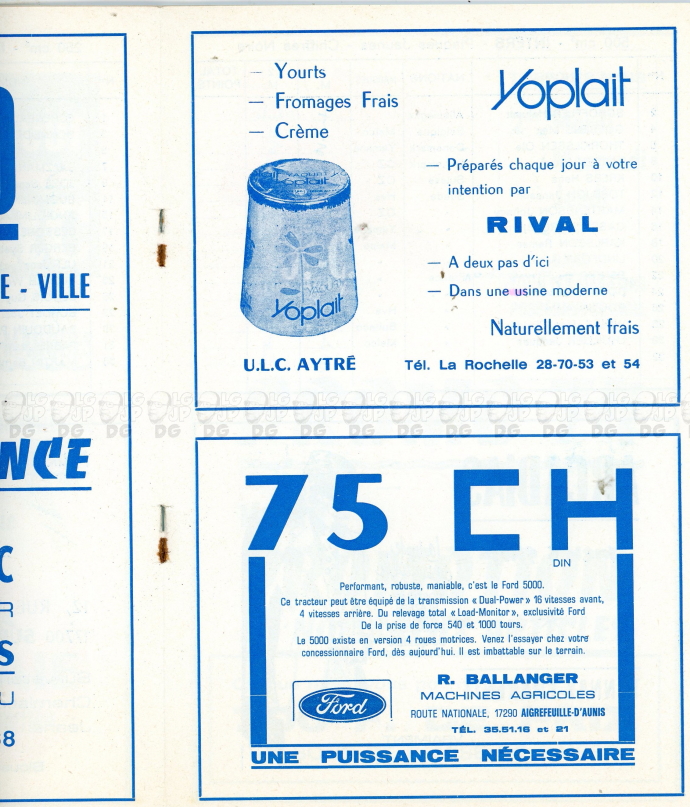 E - VILLE
NCE
C
R
S
U
38
— Yourts
— Fromages Frais
— Crème
Yoplait
— Préparés chaque jour à votre
intention par
RIVAL
— A deux pas d'ici
— Dans une usine moderne
Naturellement frais
Yoplait
Yoplait
U.L.C. AYTRÉ
Tél. La Rochelle 28-70-53 et 54
75 CH
DIN
Performant, robuste, maniable, c'est le Ford 5000.
Ce tracteur peut être équipé de la transmission « Dual-Power » 16 vitesses avant,
4 vitesses arrière. Du relevage total « Load-Monitor », exclusivité Ford
De la prise de force 540 et 1000 tours.
Le 5000 existe en version 4 roues motrices. Venez l'essayer chez votre
concessionnaire Ford, dès aujourd'hui. Il est imbattable sur le terrain.
Ford
R. BALLANGER
MACHINES AGRICOLES
ROUTE NATIONALE, 17290 AIGREFEUILLE-D'AUNIS
TÉL. 35.51.16 et 21
UNE PUISSANCE NÉCESSAIRE